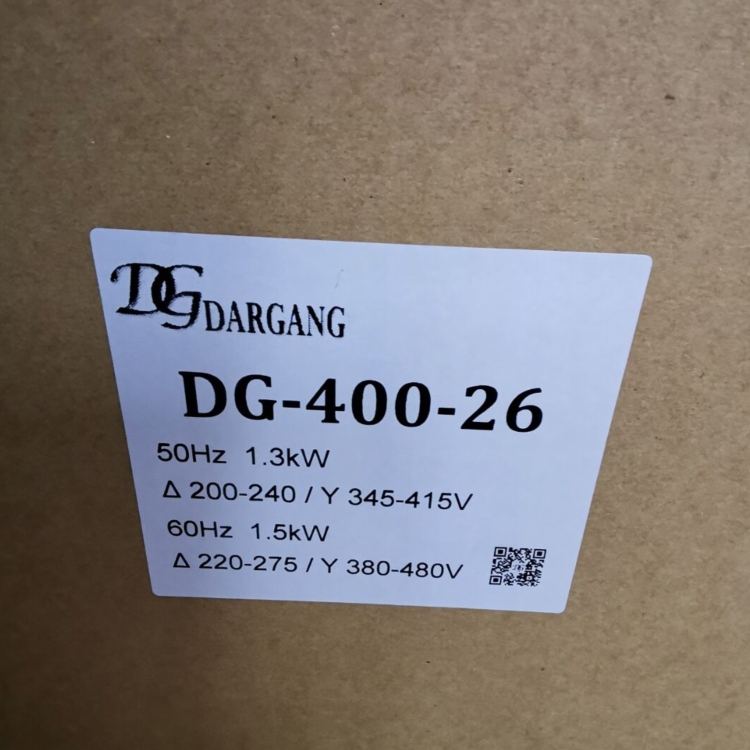 DG DARGANG
DG-400-26
50Hz 1.3kW
Δ 200-240 / Y 345-415V
60Hz 1.5kW
Δ 220-275 / Y 380-480V